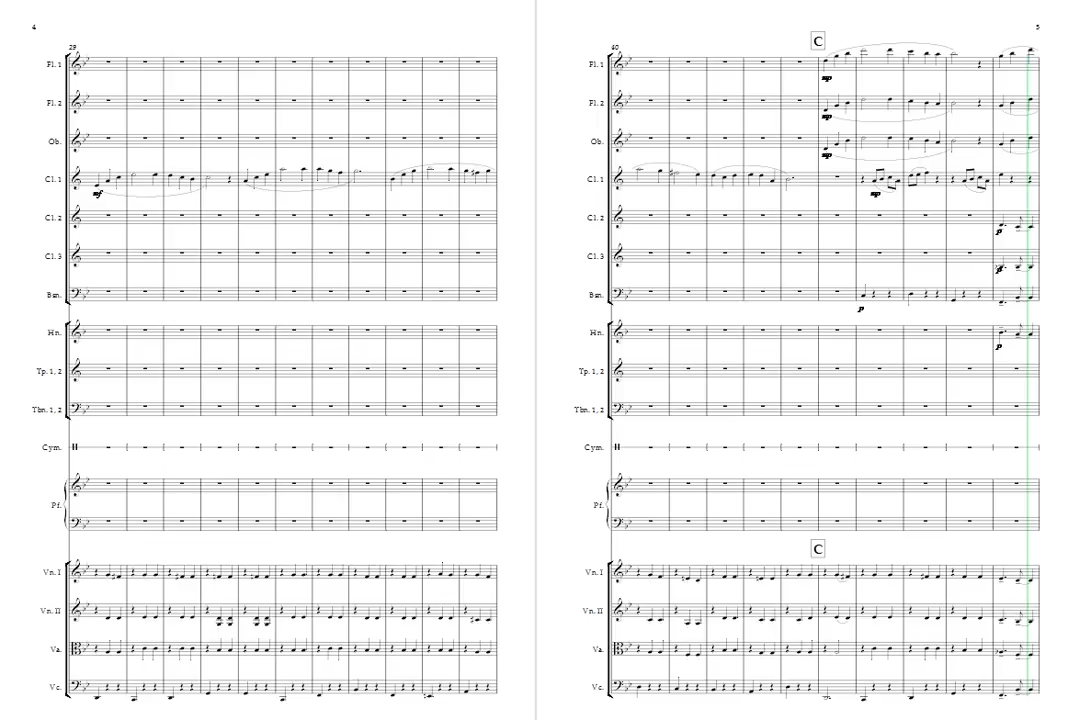 4
29
Fl. 1
Fl. 2
Ob.
Cl. 1
mf
Cl. 2
Cl. 3
Bsn.
Hn.
Tp. 1, 2
Tbn. 1, 2
Cym.
Pf.
Vn. I
Vn. II
Va.
Vc.
5
40
C
Fl. 1
mp
Fl. 2
mp
Ob.
mp
Cl. 1
mp
Cl. 2
p
Cl. 3
p
Bsn.
p
Hn.
p
Tp. 1, 2
Tbn. 1, 2
Cym.
Pf.
C
Vn. I
Vn. II
Va.
Vc.